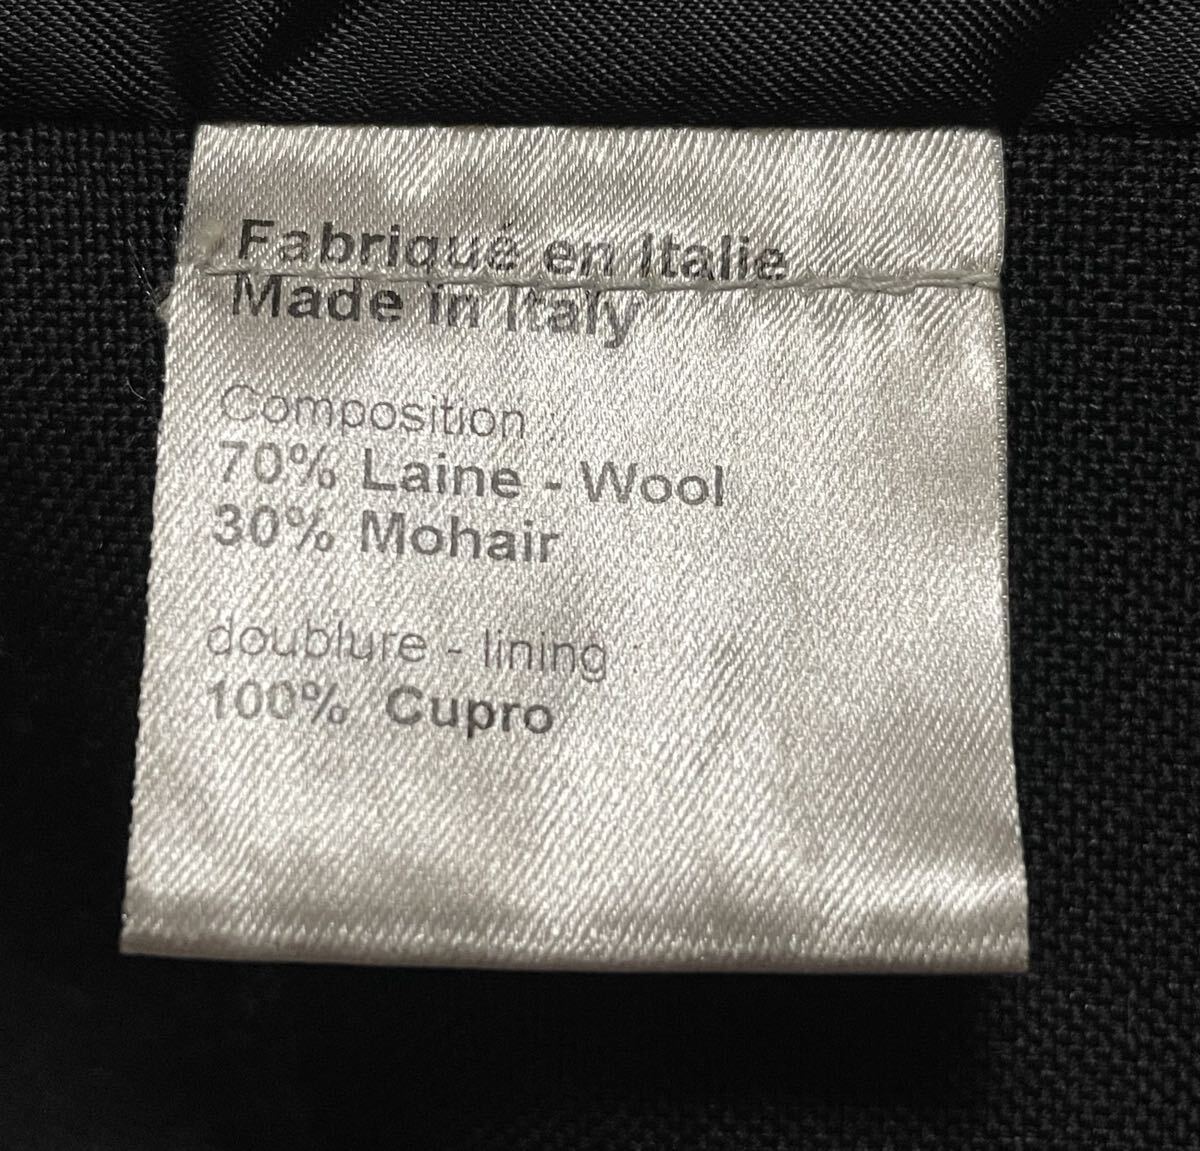 Fabriqué en Italie
Made in Italy
Composition :
70% Laine - Wool
30% Mohair
doublure - lining :
100% Cupro